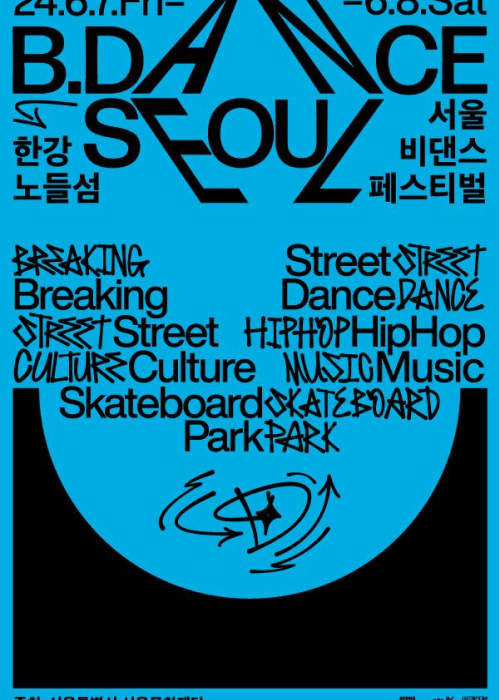 24.6.7.Fri–
–6.8.Sat
B.DANCE
SEOUL
서울
한강
비댄스
노들섬
페스티벌
BREAKING
Street STREET
Breaking
Dance DANCE
STREET Street
HIPHOP HipHop
CULTURE Culture
MUSIC Music
Skateboard SKATEBOARD
Park PARK